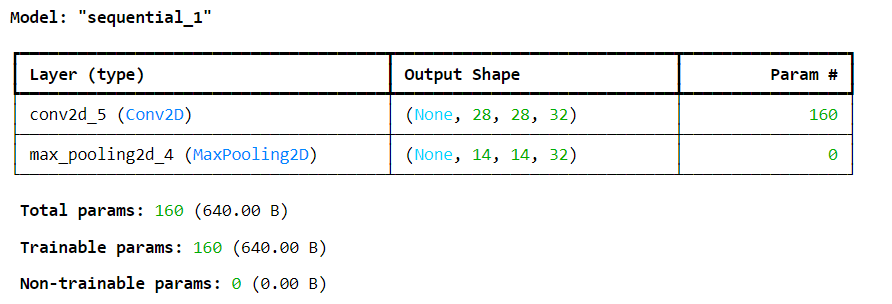 Model: "sequential_1"
Layer (type) Output Shape Param #
conv2d_5 (Conv2D) (None, 28, 28, 32) 160
max_pooling2d_4 (MaxPooling2D) (None, 14, 14, 32) 0
Total params: 160 (640.00 B)
Trainable params: 160 (640.00 B)
Non-trainable params: 0 (0.00 B)